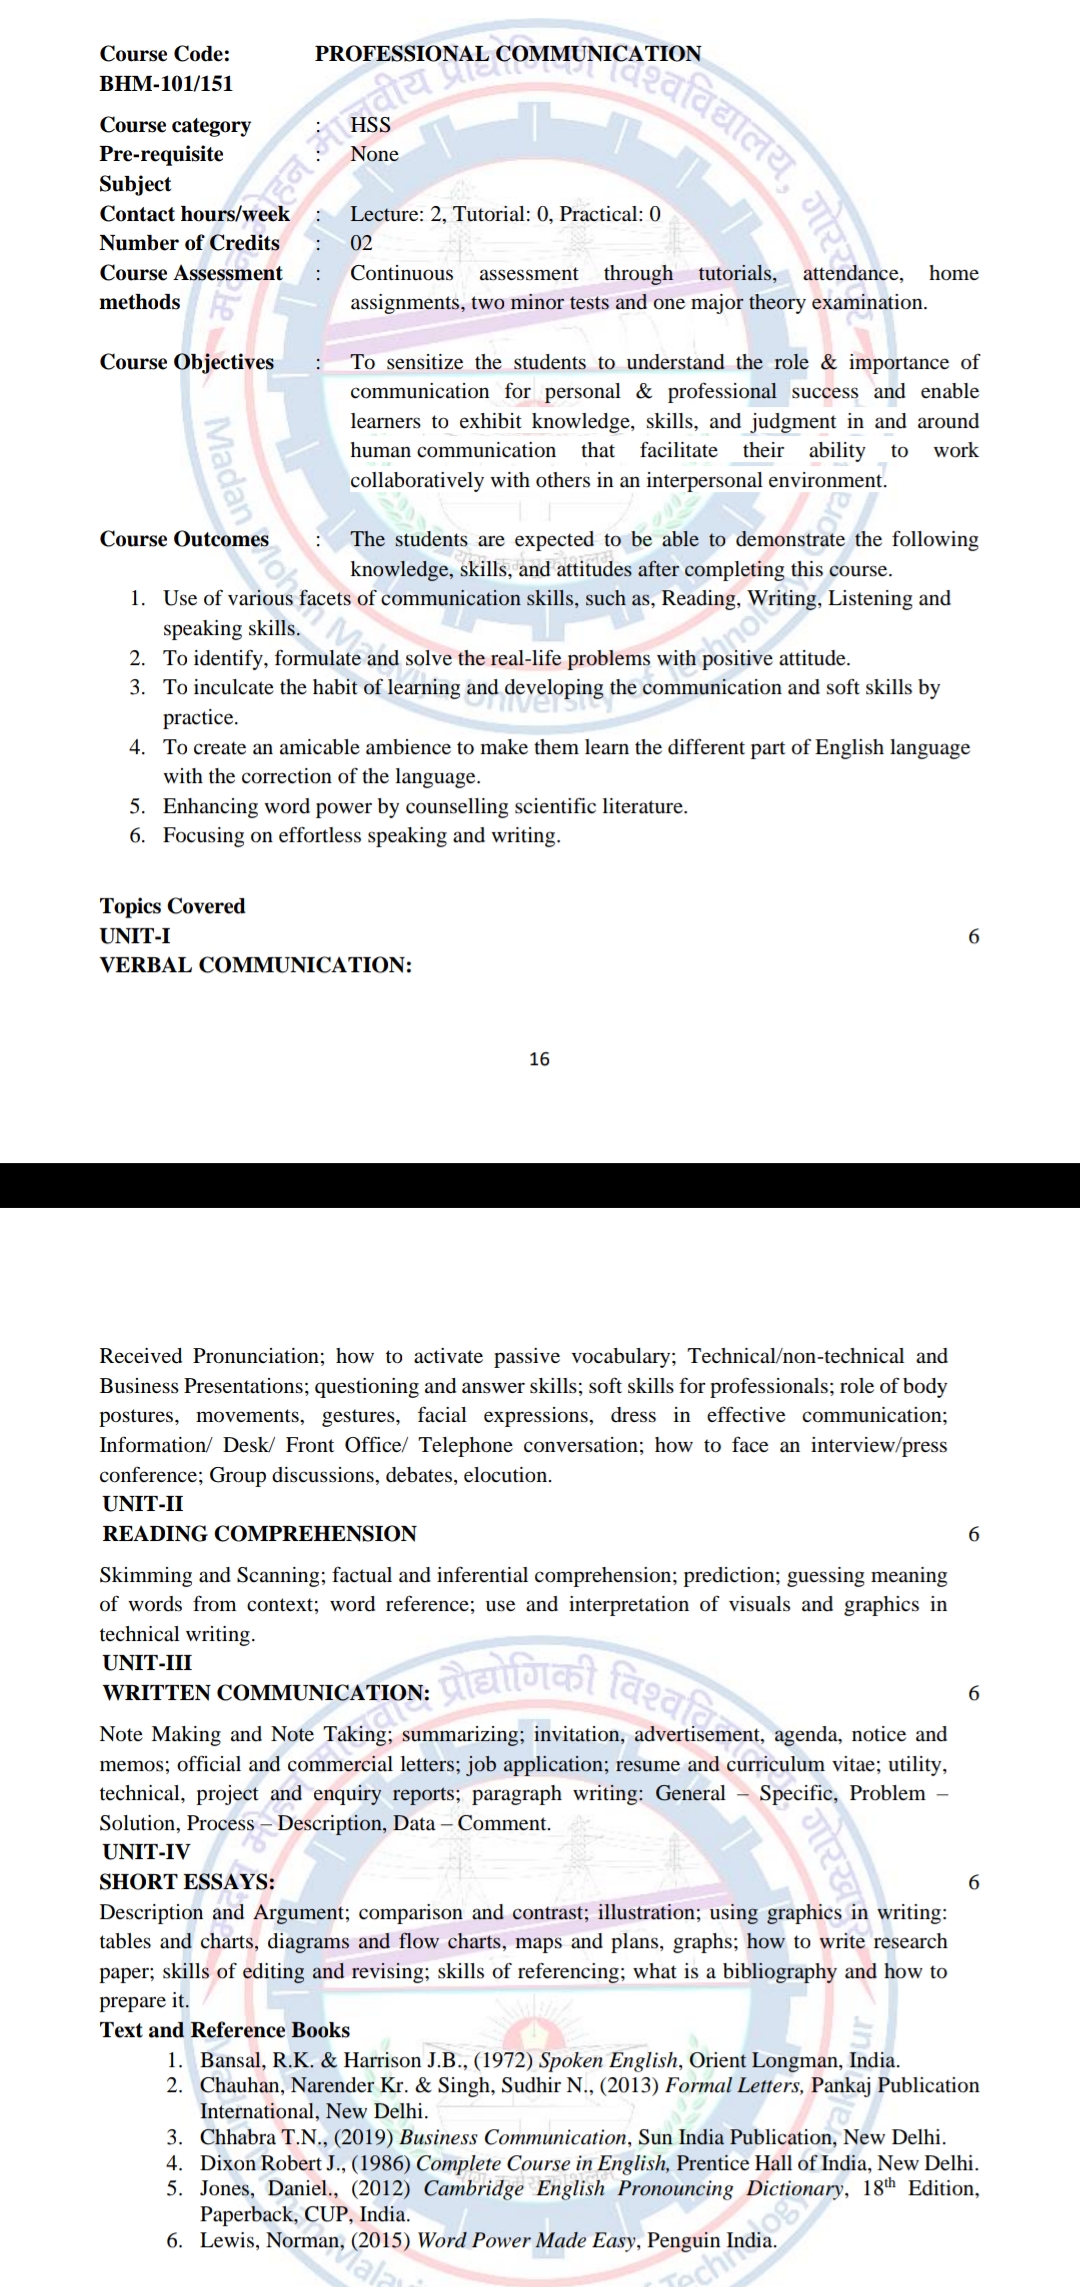 Course Code: PROFESSIONAL COMMUNICATION
BHM-101/151
Course category : HSS
Pre-requisite : None
Subject
Contact hours/week : Lecture: 2, Tutorial: 0, Practical: 0
Number of Credits : 02
Course Assessment : Continuous assessment through tutorials, attendance, home
methods assignments, two minor tests and one major theory examination.
Course Objectives : To sensitize the students to understand the role & importance of
communication for personal & professional success and enable
learners to exhibit knowledge, skills, and judgment in and around
human communication that facilitate their ability to work
collaboratively with others in an interpersonal environment.
Course Outcomes : The students are expected to be able to demonstrate the following
knowledge, skills, and attitudes after completing this course.
1. Use of various facets of communication skills, such as, Reading, Writing, Listening and
speaking skills.
2. To identify, formulate and solve the real-life problems with positive attitude.
3. To inculcate the habit of learning and developing the communication and soft skills by
practice.
4. To create an amicable ambience to make them learn the different part of English language
with the correction of the language.
5. Enhancing word power by counselling scientific literature.
6. Focusing on effortless speaking and writing.
Topics Covered
UNIT-I 6
VERBAL COMMUNICATION:
16
Received Pronunciation; how to activate passive vocabulary; Technical/non-technical and
Business Presentations; questioning and answer skills; soft skills for professionals; role of body
postures, movements, gestures, facial expressions, dress in effective communication;
Information/ Desk/ Front Office/ Telephone conversation; how to face an interview/press
conference; Group discussions, debates, elocution.
UNIT-II
READING COMPREHENSION 6
Skimming and Scanning; factual and inferential comprehension; prediction; guessing meaning
of words from context; word reference; use and interpretation of visuals and graphics in
technical writing.
UNIT-III
WRITTEN COMMUNICATION: 6
Note Making and Note Taking; summarizing; invitation, advertisement, agenda, notice and
memos; official and commercial letters; job application; resume and curriculum vitae; utility,
technical, project and enquiry reports; paragraph writing: General – Specific, Problem –
Solution, Process – Description, Data – Comment.
UNIT-IV
SHORT ESSAYS: 6
Description and Argument; comparison and contrast; illustration; using graphics in writing:
tables and charts, diagrams and flow charts, maps and plans, graphs; how to write research
paper; skills of editing and revising; skills of referencing; what is a bibliography and how to
prepare it.
Text and Reference Books
1. Bansal, R.K. & Harrison J.B., (1972) Spoken English, Orient Longman, India.
2. Chauhan, Narender Kr. & Singh, Sudhir N., (2013) Formal Letters, Pankaj Publication
International, New Delhi.
3. Chhabra T.N., (2019) Business Communication, Sun India Publication, New Delhi.
4. Dixon Robert J., (1986) Complete Course in English, Prentice Hall of India, New Delhi.
5. Jones, Daniel., (2012) Cambridge English Pronouncing Dictionary, 18th Edition,
Paperback, CUP, India.
6. Lewis, Norman, (2015) Word Power Made Easy, Penguin India.